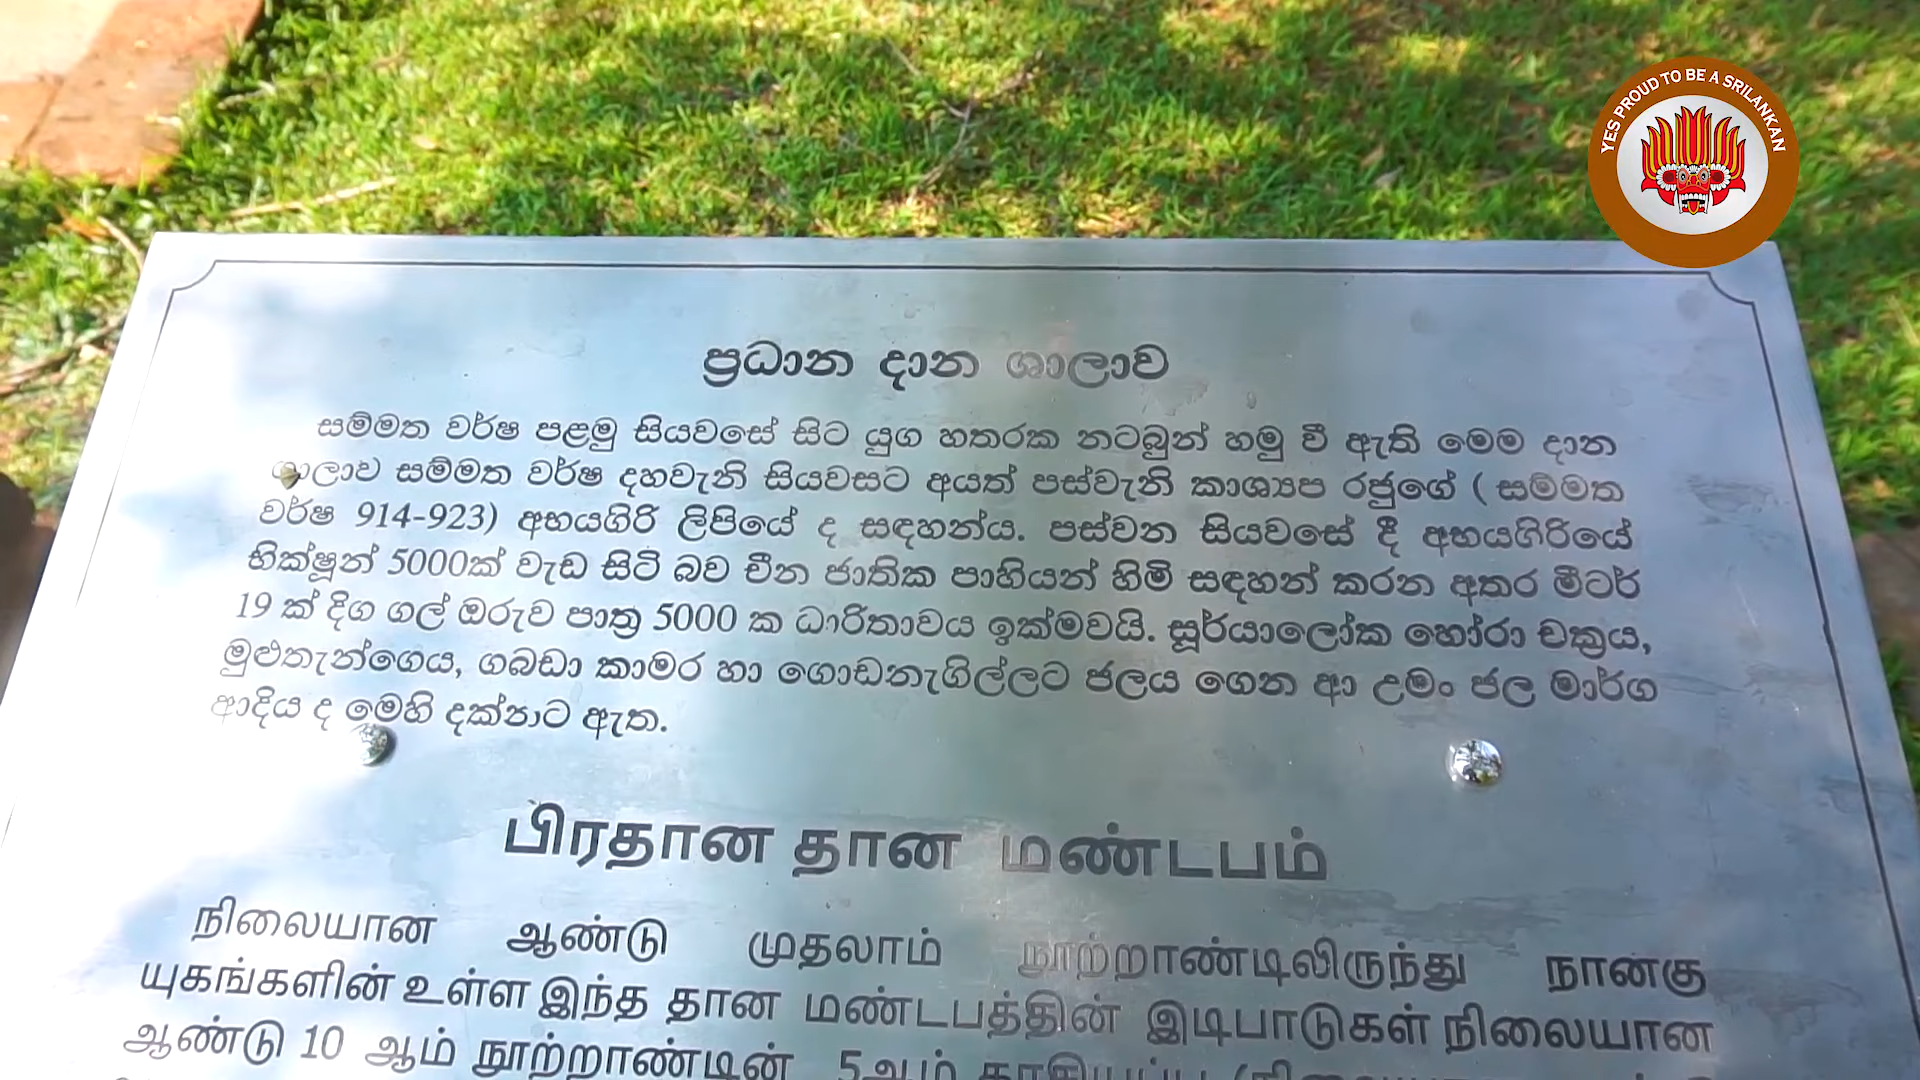 YES PROUD TO BE A SRILANKAN
ප්‍රධාන දාන ශාලාව
සම්මත වර්ෂ පළමු සියවසේ සිට යුග හතරක නටබුන් හමු වී ඇති මෙම දාන
ශාලාව සම්මත වර්ෂ දහවැනි සියවසට අයත් පස්වැනි කාශ්‍යප රජුගේ ( සම්මත
වර්ෂ 914-923) අභයගිරි ලිපියේ ද සඳහන්ය. පස්වන සියවසේ දී අභයගිරියේ
භික්ෂූන් 5000ක් වැඩ සිටි බව චීන ජාතික පාහියන් හිමි සඳහන් කරන අතර මීටර්
19 ක් දිග ගල් ඔරුව පාත්‍ර 5000 ක ධාරිතාවය ඉක්මවයි. සූර්යාලෝක හෝරා චක්‍රය,
මුළුතැන්ගෙය, ගබඩා කාමර හා ගොඩනැගිල්ලට ජලය ගෙන ආ උමං ජල මාර්ග
ආදිය ද මෙහි දක්නට ඇත.
பிரதான தான மண்டபம்
நிலையான ஆண்டு முதலாம் நூற்றாண்டிலிருந்து நான்கு
யுகங்களின் உள்ள இந்த தான மண்டபத்தின் இடிபாடுகள் நிலையான
ஆண்டு 10 ஆம் நூற்றாண்டின் 5ஆம்